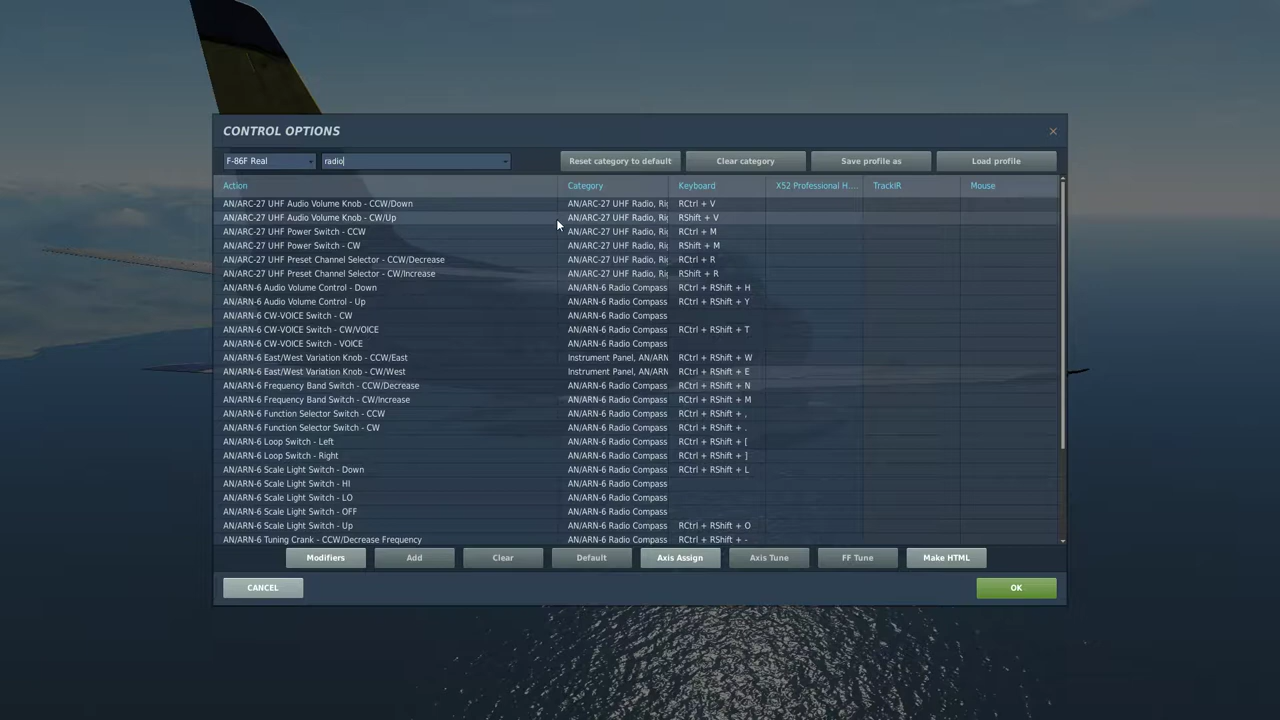 CONTROL OPTIONS ×
F-86F Real radio Reset category to default Clear category Save profile as Load profile
Action Category Keyboard X52 Professional H.... TrackIR Mouse
AN/ARC-27 UHF Audio Volume Knob - CCW/Down AN/ARC-27 UHF Radio, Rig RCtrl + V
AN/ARC-27 UHF Audio Volume Knob - CW/Up AN/ARC-27 UHF Radio, Rig RShift + V
AN/ARC-27 UHF Power Switch - CCW AN/ARC-27 UHF Radio, Rig RCtrl + M
AN/ARC-27 UHF Power Switch - CW AN/ARC-27 UHF Radio, Rig RShift + M
AN/ARC-27 UHF Preset Channel Selector - CCW/Decrease AN/ARC-27 UHF Radio, Rig RCtrl + R
AN/ARC-27 UHF Preset Channel Selector - CW/Increase AN/ARC-27 UHF Radio, Rig RShift + R
AN/ARN-6 Audio Volume Control - Down AN/ARN-6 Radio Compass RCtrl + RShift + H
AN/ARN-6 Audio Volume Control - Up AN/ARN-6 Radio Compass RCtrl + RShift + Y
AN/ARN-6 CW-VOICE Switch - CW AN/ARN-6 Radio Compass
AN/ARN-6 CW-VOICE Switch - CW/VOICE AN/ARN-6 Radio Compass RCtrl + RShift + T
AN/ARN-6 CW-VOICE Switch - VOICE AN/ARN-6 Radio Compass
AN/ARN-6 East/West Variation Knob - CCW/East Instrument Panel, AN/ARN RCtrl + RShift + W
AN/ARN-6 East/West Variation Knob - CW/West Instrument Panel, AN/ARN RCtrl + RShift + E
AN/ARN-6 Frequency Band Switch - CCW/Decrease AN/ARN-6 Radio Compass RCtrl + RShift + N
AN/ARN-6 Frequency Band Switch - CW/Increase AN/ARN-6 Radio Compass RCtrl + RShift + M
AN/ARN-6 Function Selector Switch - CCW AN/ARN-6 Radio Compass RCtrl + RShift + ,
AN/ARN-6 Function Selector Switch - CW AN/ARN-6 Radio Compass RCtrl + RShift + .
AN/ARN-6 Loop Switch - Left AN/ARN-6 Radio Compass RCtrl + RShift + [
AN/ARN-6 Loop Switch - Right AN/ARN-6 Radio Compass RCtrl + RShift + ]
AN/ARN-6 Scale Light Switch - Down AN/ARN-6 Radio Compass RCtrl + RShift + L
AN/ARN-6 Scale Light Switch - HI AN/ARN-6 Radio Compass
AN/ARN-6 Scale Light Switch - LO AN/ARN-6 Radio Compass
AN/ARN-6 Scale Light Switch - OFF AN/ARN-6 Radio Compass
AN/ARN-6 Scale Light Switch - Up AN/ARN-6 Radio Compass RCtrl + RShift + O
AN/ARN-6 Tuning Crank - CCW/Decrease Frequency AN/ARN-6 Radio Compass RCtrl + RShift + -
Modifiers Add Clear Default Axis Assign Axis Tune FF Tune Make HTML
CANCEL OK